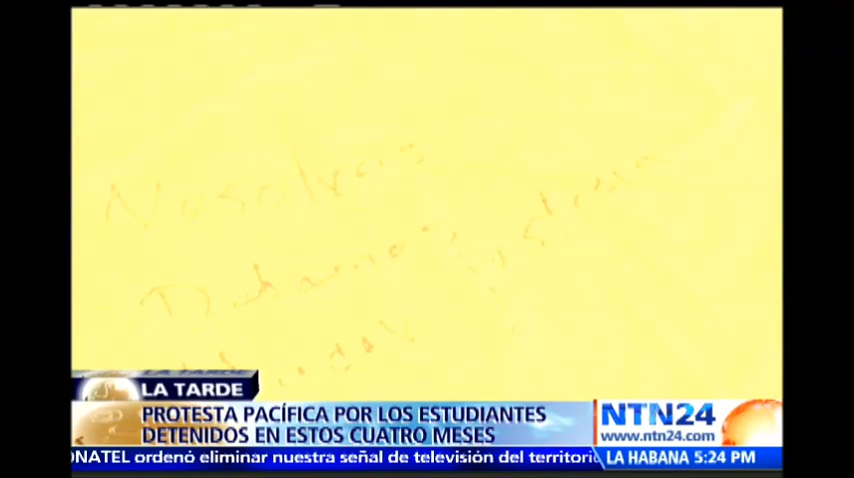 Nosotros
LA TARDE
PROTESTA PACÍFICA POR LOS ESTUDIANTES
DETENIDOS EN ESTOS CUATRO MESES
NTN24
www.ntn24.com
ONATEL ordenó eliminar nuestra señal de televisión del territorio
LA HABANA 5:24 PM